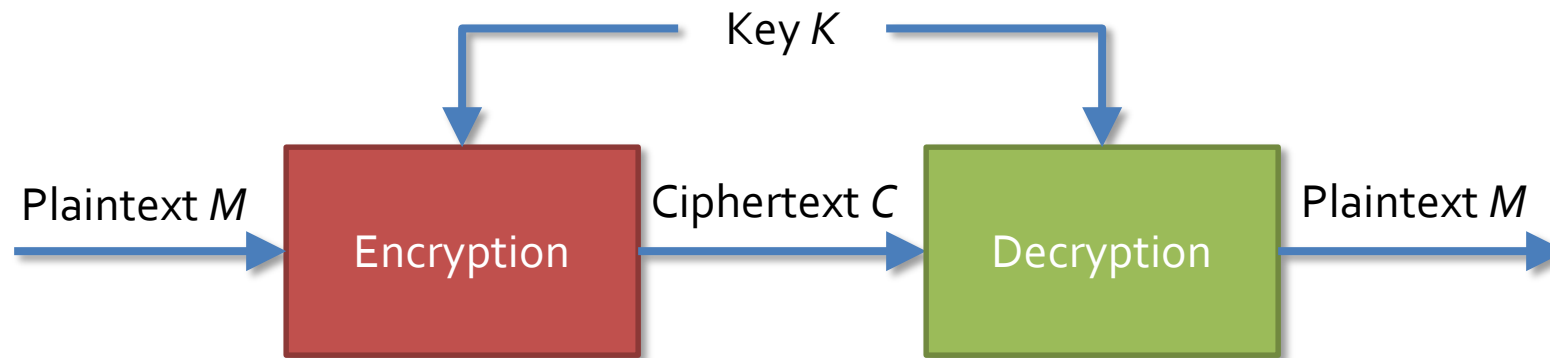 Key K
Plaintext M
Encryption
Ciphertext C
Decryption
Plaintext M